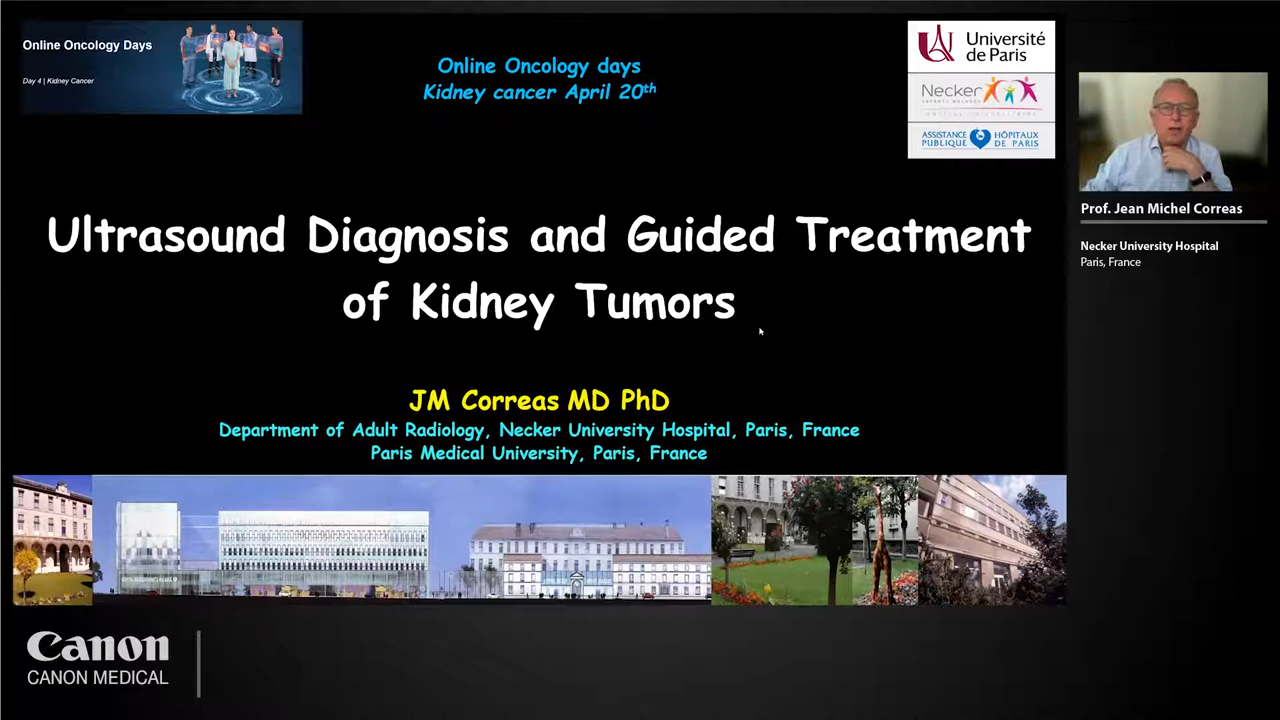 Online Oncology Days
Day 4 | Kidney Cancer
Online Oncology days
Kidney cancer April 20th
Université
de Paris
Necker
ENFANTS MALADES
ASSISTANCE
PUBLIQUE
HÔPITAUX
DE PARIS
Prof. Jean Michel Correas
Necker University Hospital
Paris, France
Ultrasound Diagnosis and Guided Treatment
of Kidney Tumors
JM Correas MD PhD
Department of Adult Radiology, Necker University Hospital, Paris, France
Paris Medical University, Paris, France
Canon
CANON MEDICAL